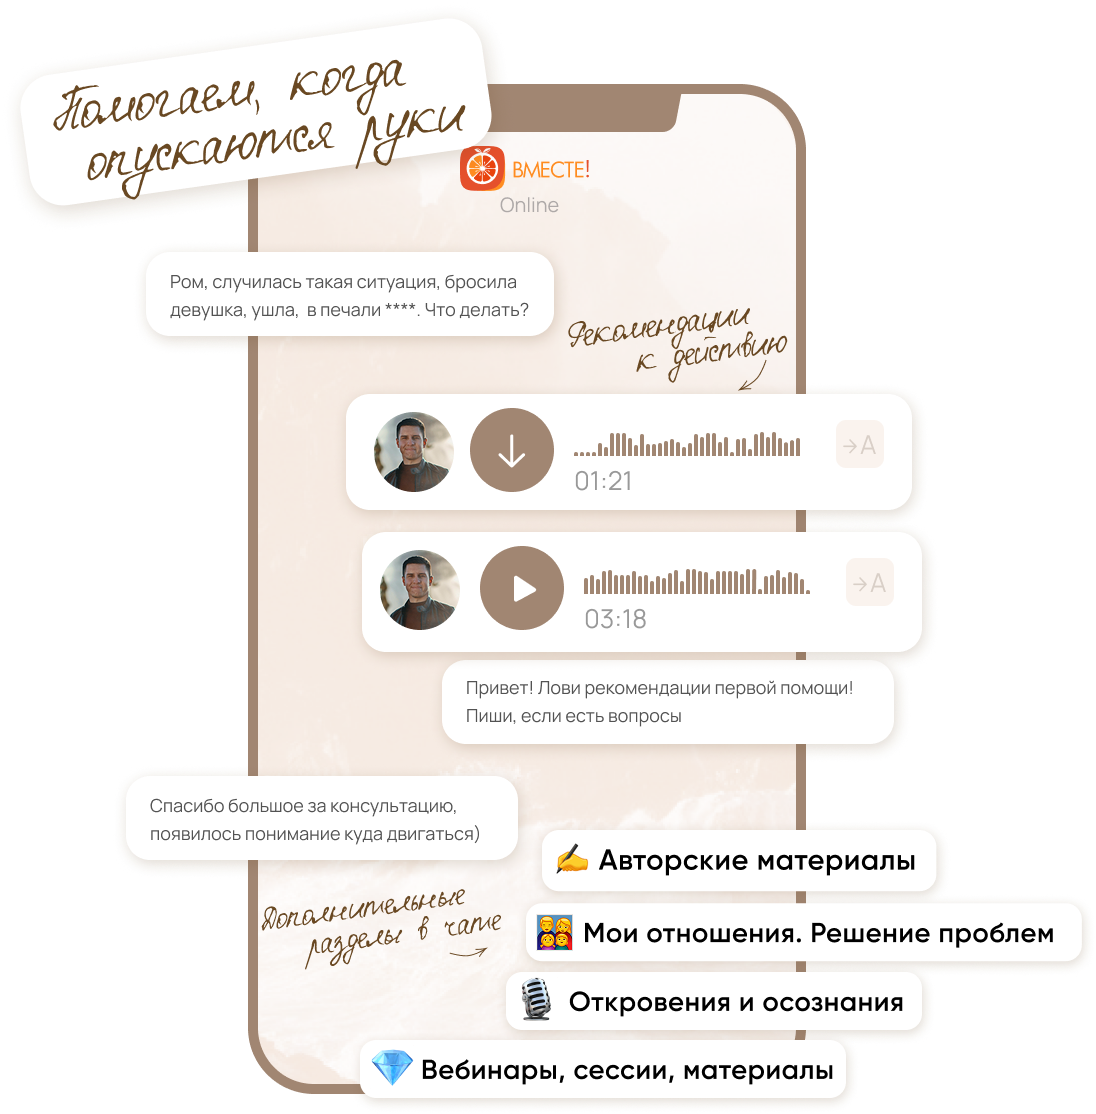 Помогаем, когда
опускаются руки
ВМЕСТЕ!
Online
Ром, случилась такая ситуация, бросила
девушка, ушла, в печали ****. Что делать?
Рекомендации
к действию
01:21
→A
03:18
→A
Привет! Лови рекомендации первой помощи!
Пиши, если есть вопросы
Спасибо большое за консультацию,
появилось понимание куда двигаться)
✍️ Авторские материалы
Дополнительные
разделы в чате
👨‍👩‍👧‍👦 Мои отношения. Решение проблем
🎙️ Откровения и осознания
💎 Вебинары, сессии, материалы